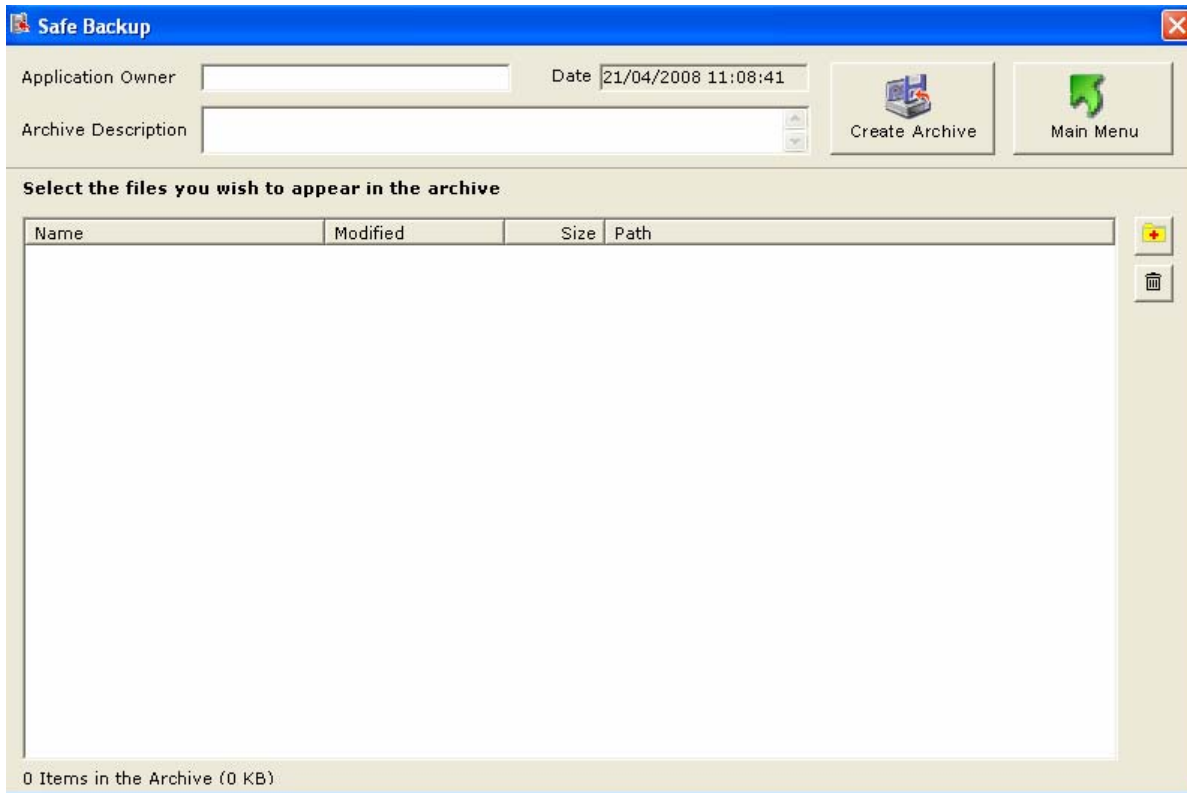 Safe Backup
Application Owner
Date 21/04/2008 11:08:41
Archive Description
Create Archive
Main Menu
Select the files you wish to appear in the archive
Name Modified Size Path
0 Items in the Archive (0 KB)